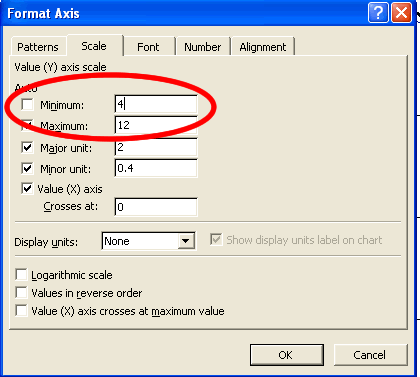 Format Axis
Patterns Scale Font Number Alignment
Value (Y) axis scale
Auto
Minimum: 4
Maximum: 12
Major unit: 2
Minor unit: 0.4
Value (X) axis
Crosses at: 0
Display units: None Show display units label on chart
Logarithmic scale
Values in reverse order
Value (X) axis crosses at maximum value
OK Cancel